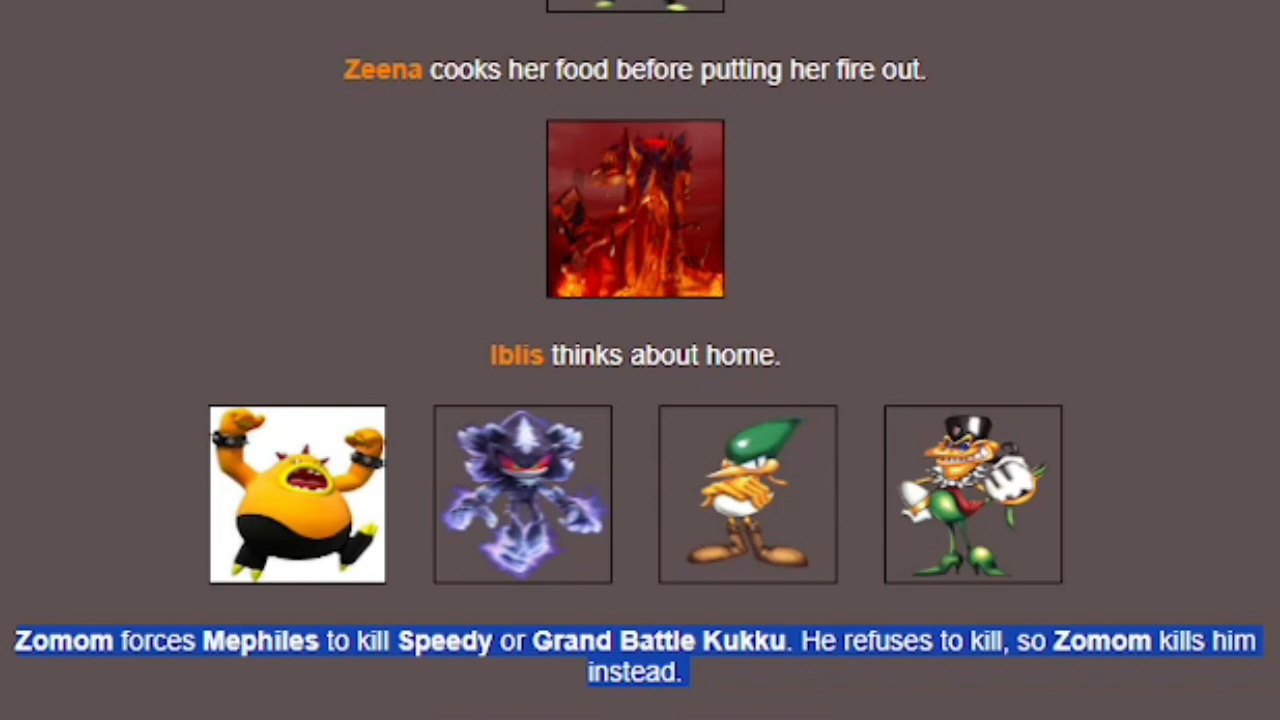 Zeena cooks her food before putting her fire out.
Iblis thinks about home.
Zomom forces Mephiles to kill Speedy or Grand Battle Kukku. He refuses to kill, so Zomom kills him
instead.